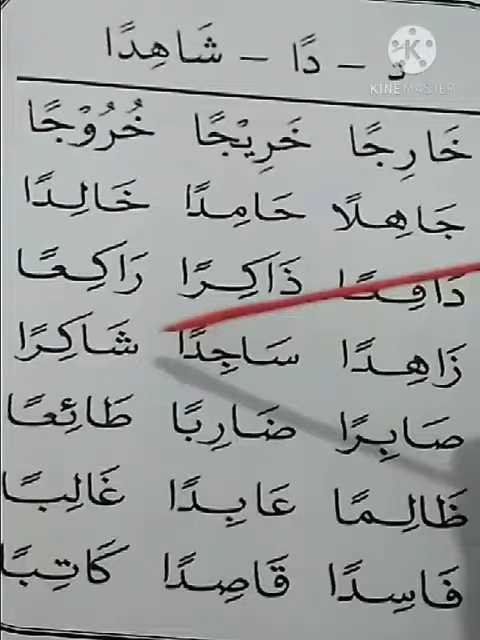 دً – دًا – شَاهِدًا
KINEMASTER
خَارِجًا خَرِيْجًا خُرُوْجًا
جَاهِلًا حَامِدًا خَالِدًا
ذَاكِرًا رَاكِعًا
زَاهِدًا سَاجِدًا شَاكِرًا
صَابِرًا ضَارِبًا طَائِعًا
ظَالِمًا عَابِدًا غَالِبًا
فَاسِدًا قَاصِدًا كَاتِبًا